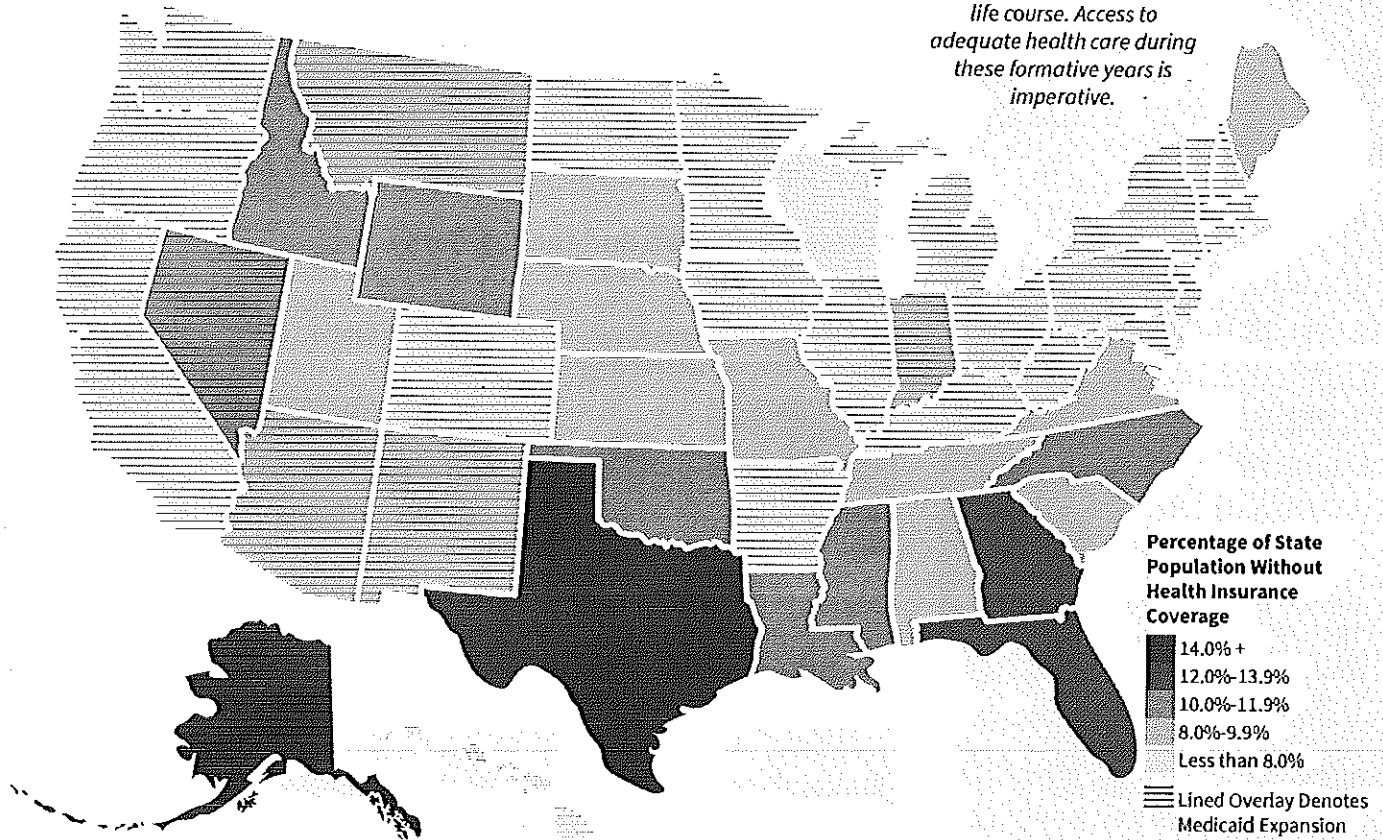 life course. Access to
adequate health care during
these formative years is
imperative.
Percentage of State
Population Without
Health Insurance
Coverage
14.0% +
12.0%-13.9%
10.0%-11.9%
8.0%-9.9%
Less than 8.0%
Lined Overlay Denotes
Medicaid Expansion